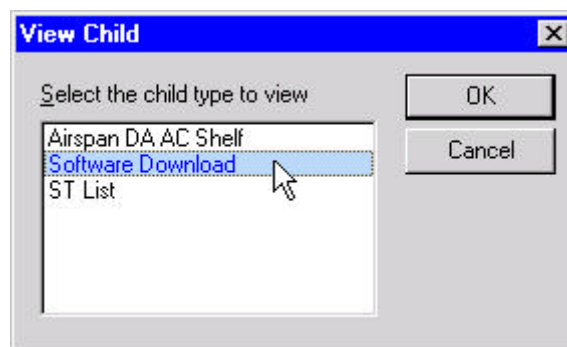 View Child
Select the child type to view
OK
Airspan DA AC Shelf
Cancel
Software Download
ST List